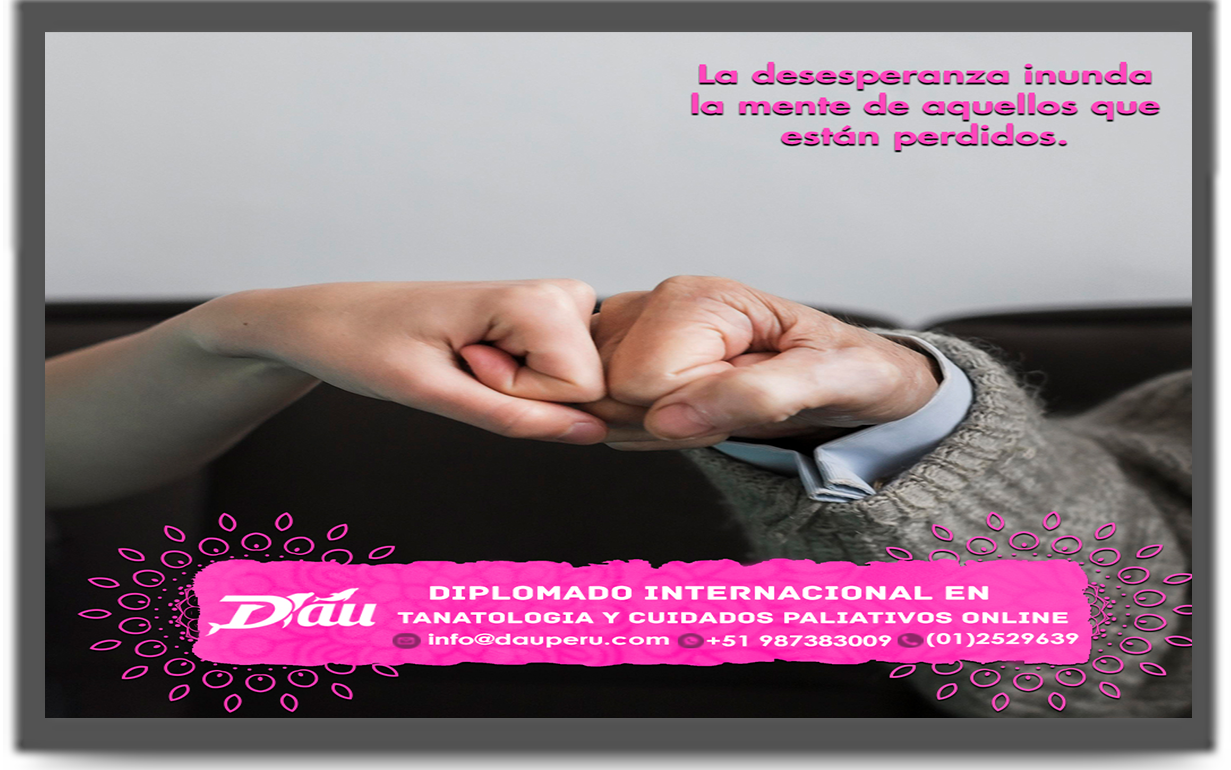 La desesperanza inunda
la mente de aquellos que
están perdidos.
Dau
DIPLOMADO INTERNACIONAL EN
TANATOLOGIA Y CUIDADOS PALIATIVOS ONLINE
info@dauperu.com +51 987383009 (01)2529639